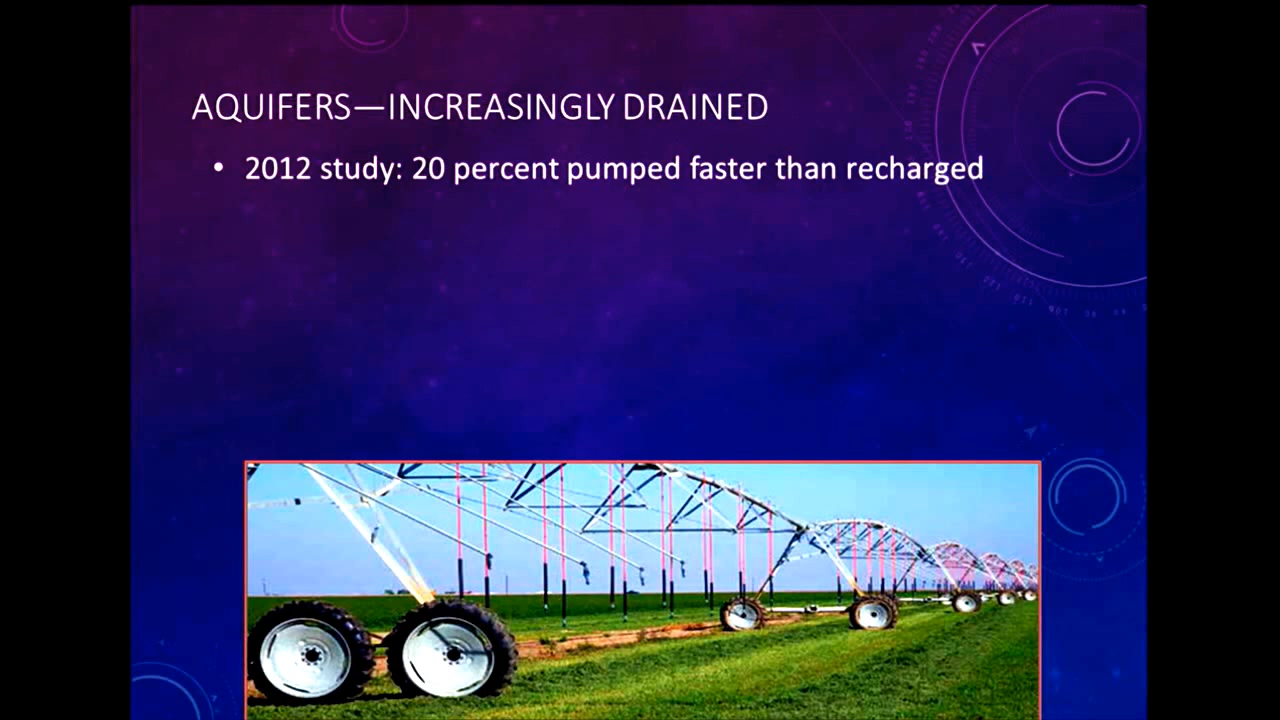 AQUIFERS—INCREASINGLY DRAINED
• 2012 study: 20 percent pumped faster than recharged